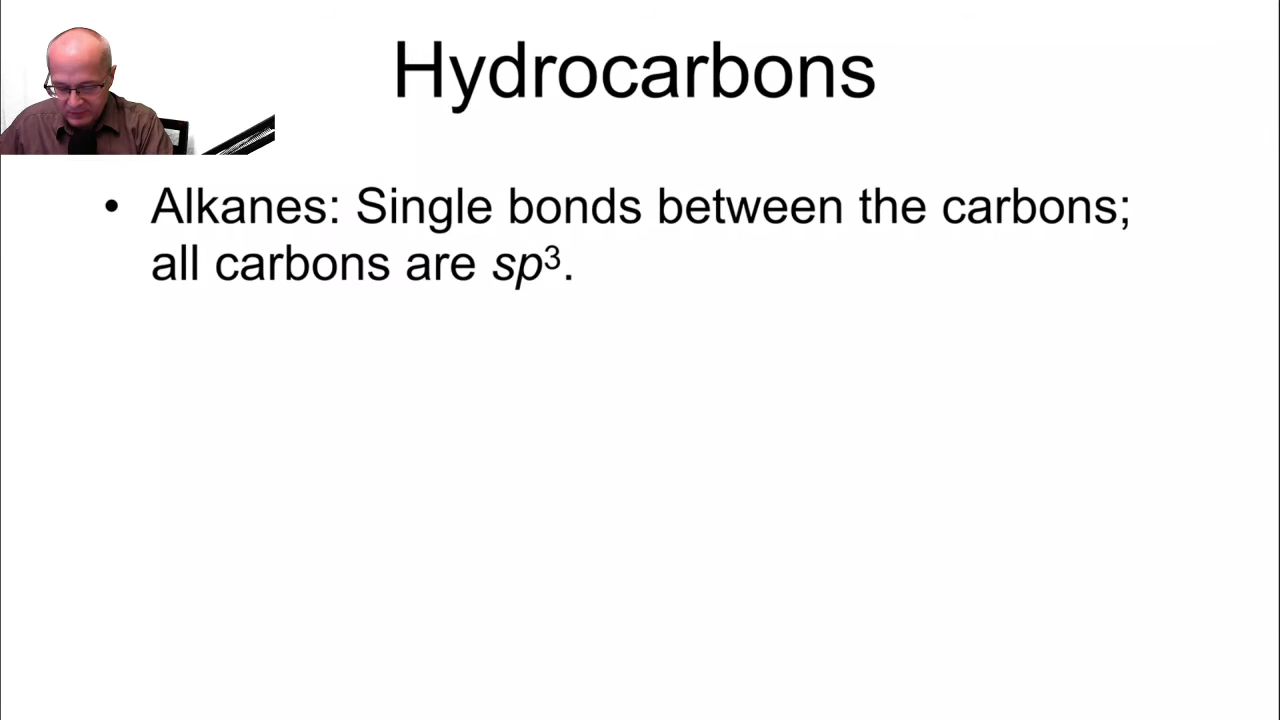 Hydrocarbons
• Alkanes: Single bonds between the carbons;
all carbons are sp³.